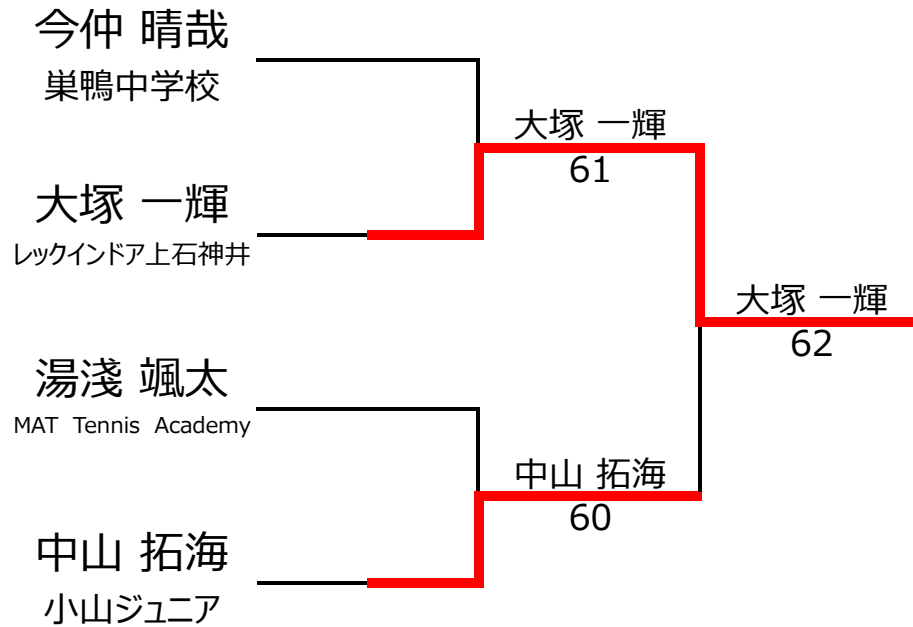 今仲 晴哉
巣鴨中学校
大塚 一輝
61
大塚 一輝
レックインドア上石神井
大塚 一輝
62
湯淺 颯太
MAT Tennis Academy
中山 拓海
60
中山 拓海
小山ジュニア